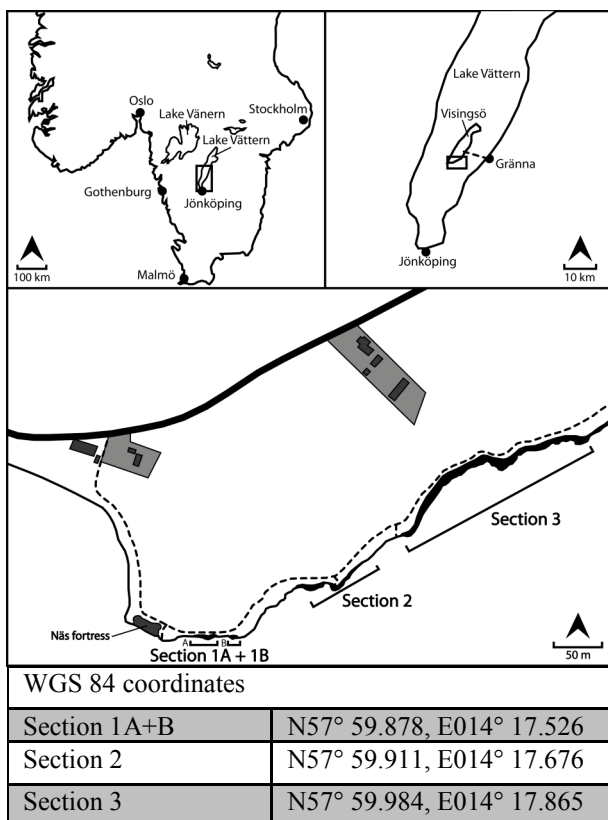 Oslo
Lake Vänern
Stockholm
Lake Vättern
Gothenburg
Jönköping
Malmö
100 km
Lake Vättern
Visingsö
Gränna
Jönköping
10 km
Section 3
Section 2
Näs fortress
A B
Section 1A + 1B
50 m
WGS 84 coordinates
Section 1A+B N57° 59.878, E014° 17.526
Section 2 N57° 59.911, E014° 17.676
Section 3 N57° 59.984, E014° 17.865